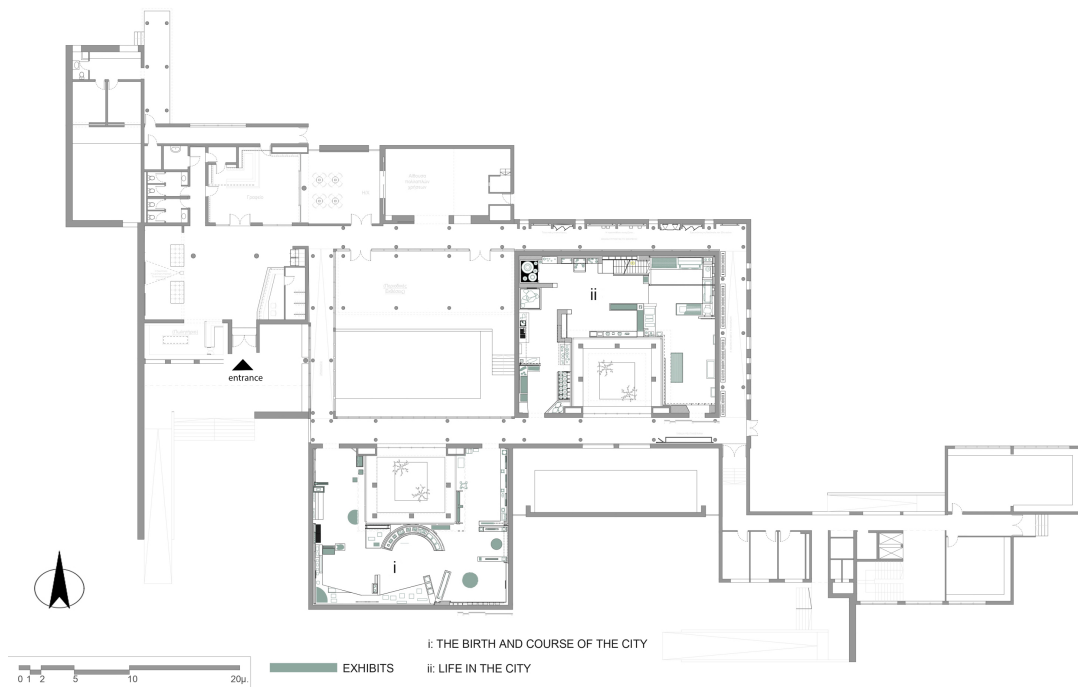 ii
entrance
i
i: THE BIRTH AND COURSE OF THE CITY
EXHIBITS
ii: LIFE IN THE CITY
0 1 2 5 10 20μ.